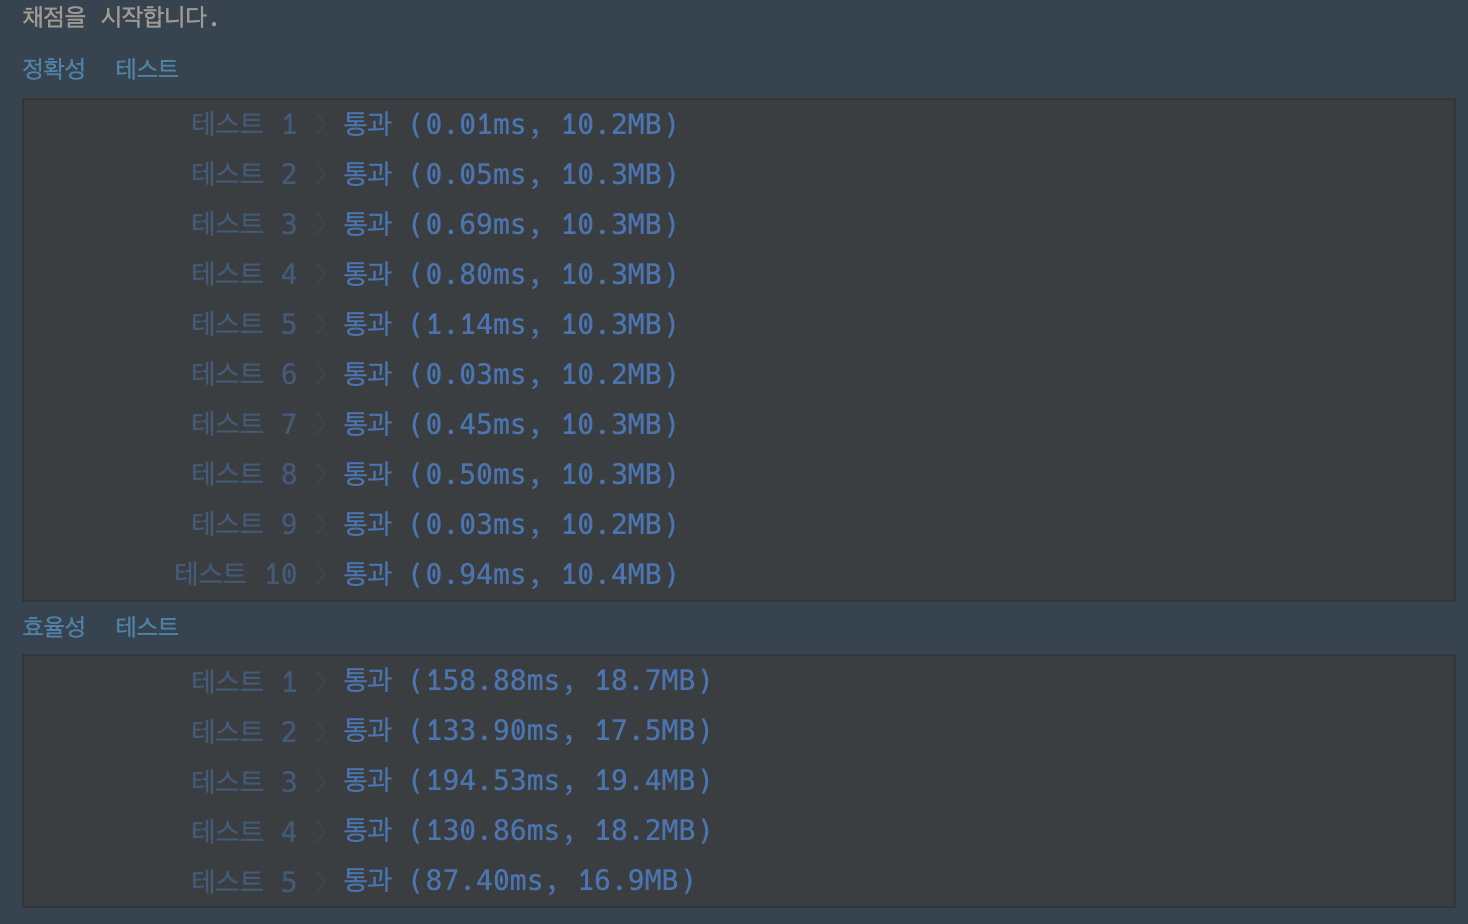 채점을 시작합니다.
정확성 테스트
테스트 1 〉 통과 (0.01ms, 10.2MB)
테스트 2 〉 통과 (0.05ms, 10.3MB)
테스트 3 〉 통과 (0.69ms, 10.3MB)
테스트 4 〉 통과 (0.80ms, 10.3MB)
테스트 5 〉 통과 (1.14ms, 10.3MB)
테스트 6 〉 통과 (0.03ms, 10.2MB)
테스트 7 〉 통과 (0.45ms, 10.3MB)
테스트 8 〉 통과 (0.50ms, 10.3MB)
테스트 9 〉 통과 (0.03ms, 10.2MB)
테스트 10 〉 통과 (0.94ms, 10.4MB)
효율성 테스트
테스트 1 〉 통과 (158.88ms, 18.7MB)
테스트 2 〉 통과 (133.90ms, 17.5MB)
테스트 3 〉 통과 (194.53ms, 19.4MB)
테스트 4 〉 통과 (130.86ms, 18.2MB)
테스트 5 〉 통과 (87.40ms, 16.9MB)